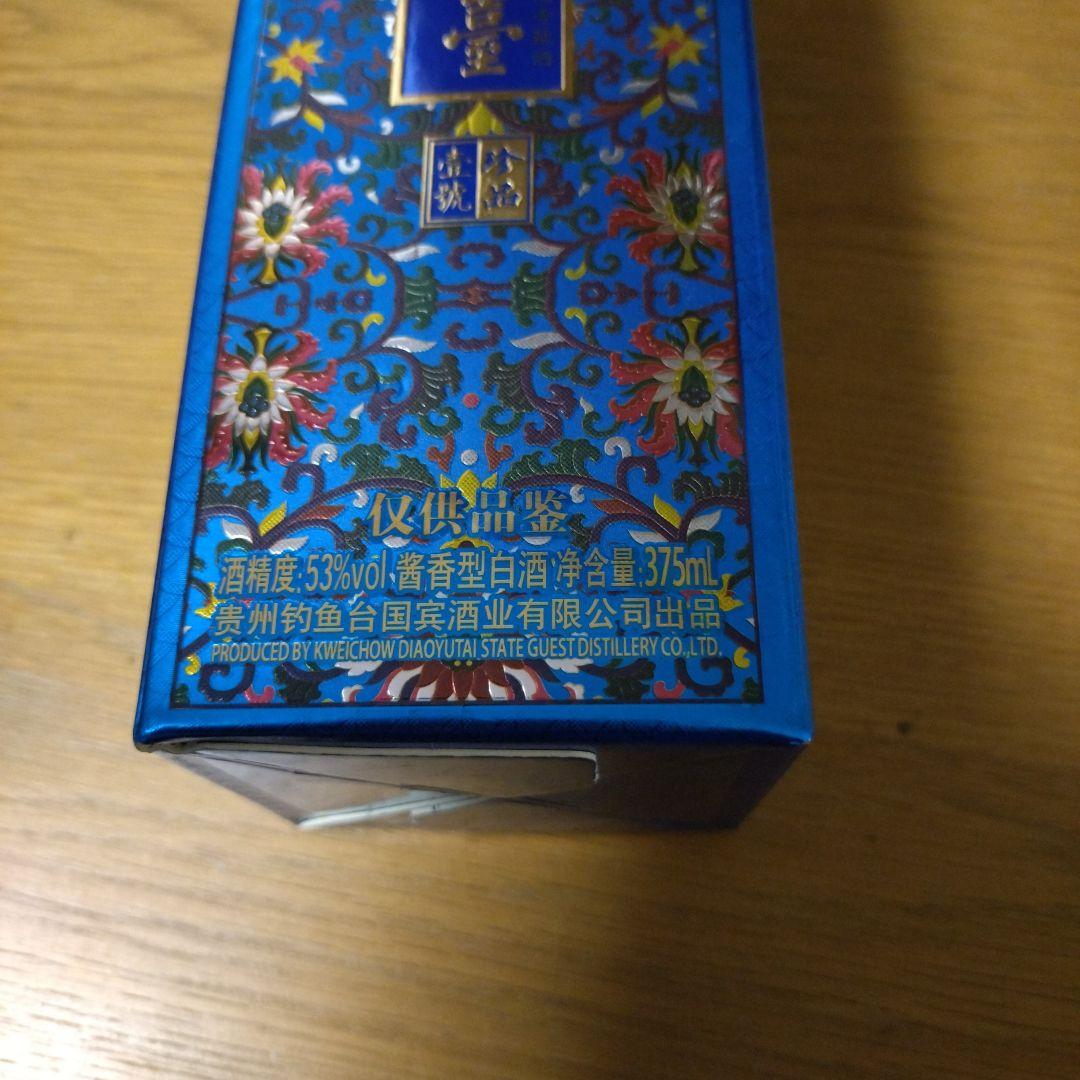 臺
珍品
壹號
仅供品鉴
酒精度:53%vol 酱香型白酒 净含量:375mL
贵州钓鱼台国宾酒业有限公司出品
PRODUCED BY KWEICHOW DIAOYUTAI STATE GUEST DISTILLERY CO.,LTD.